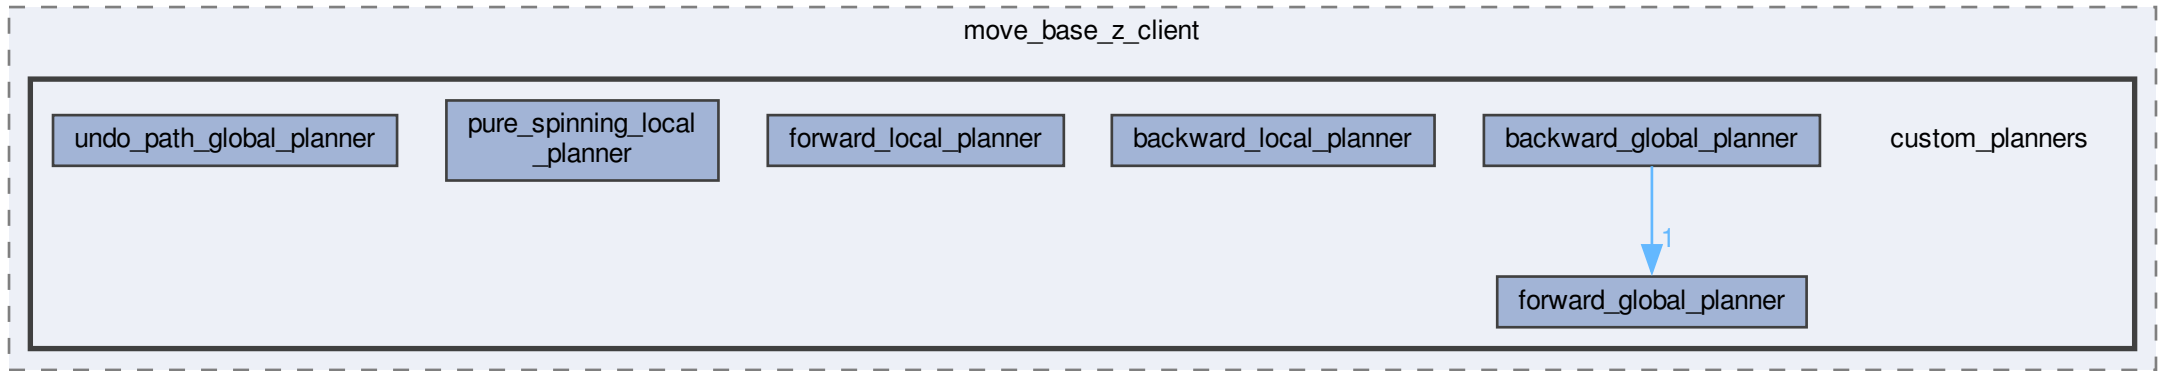 move_base_z_client
undo_path_global_planner
pure_spinning_local
_planner
forward_local_planner
backward_local_planner
backward_global_planner
custom_planners
1
forward_global_planner